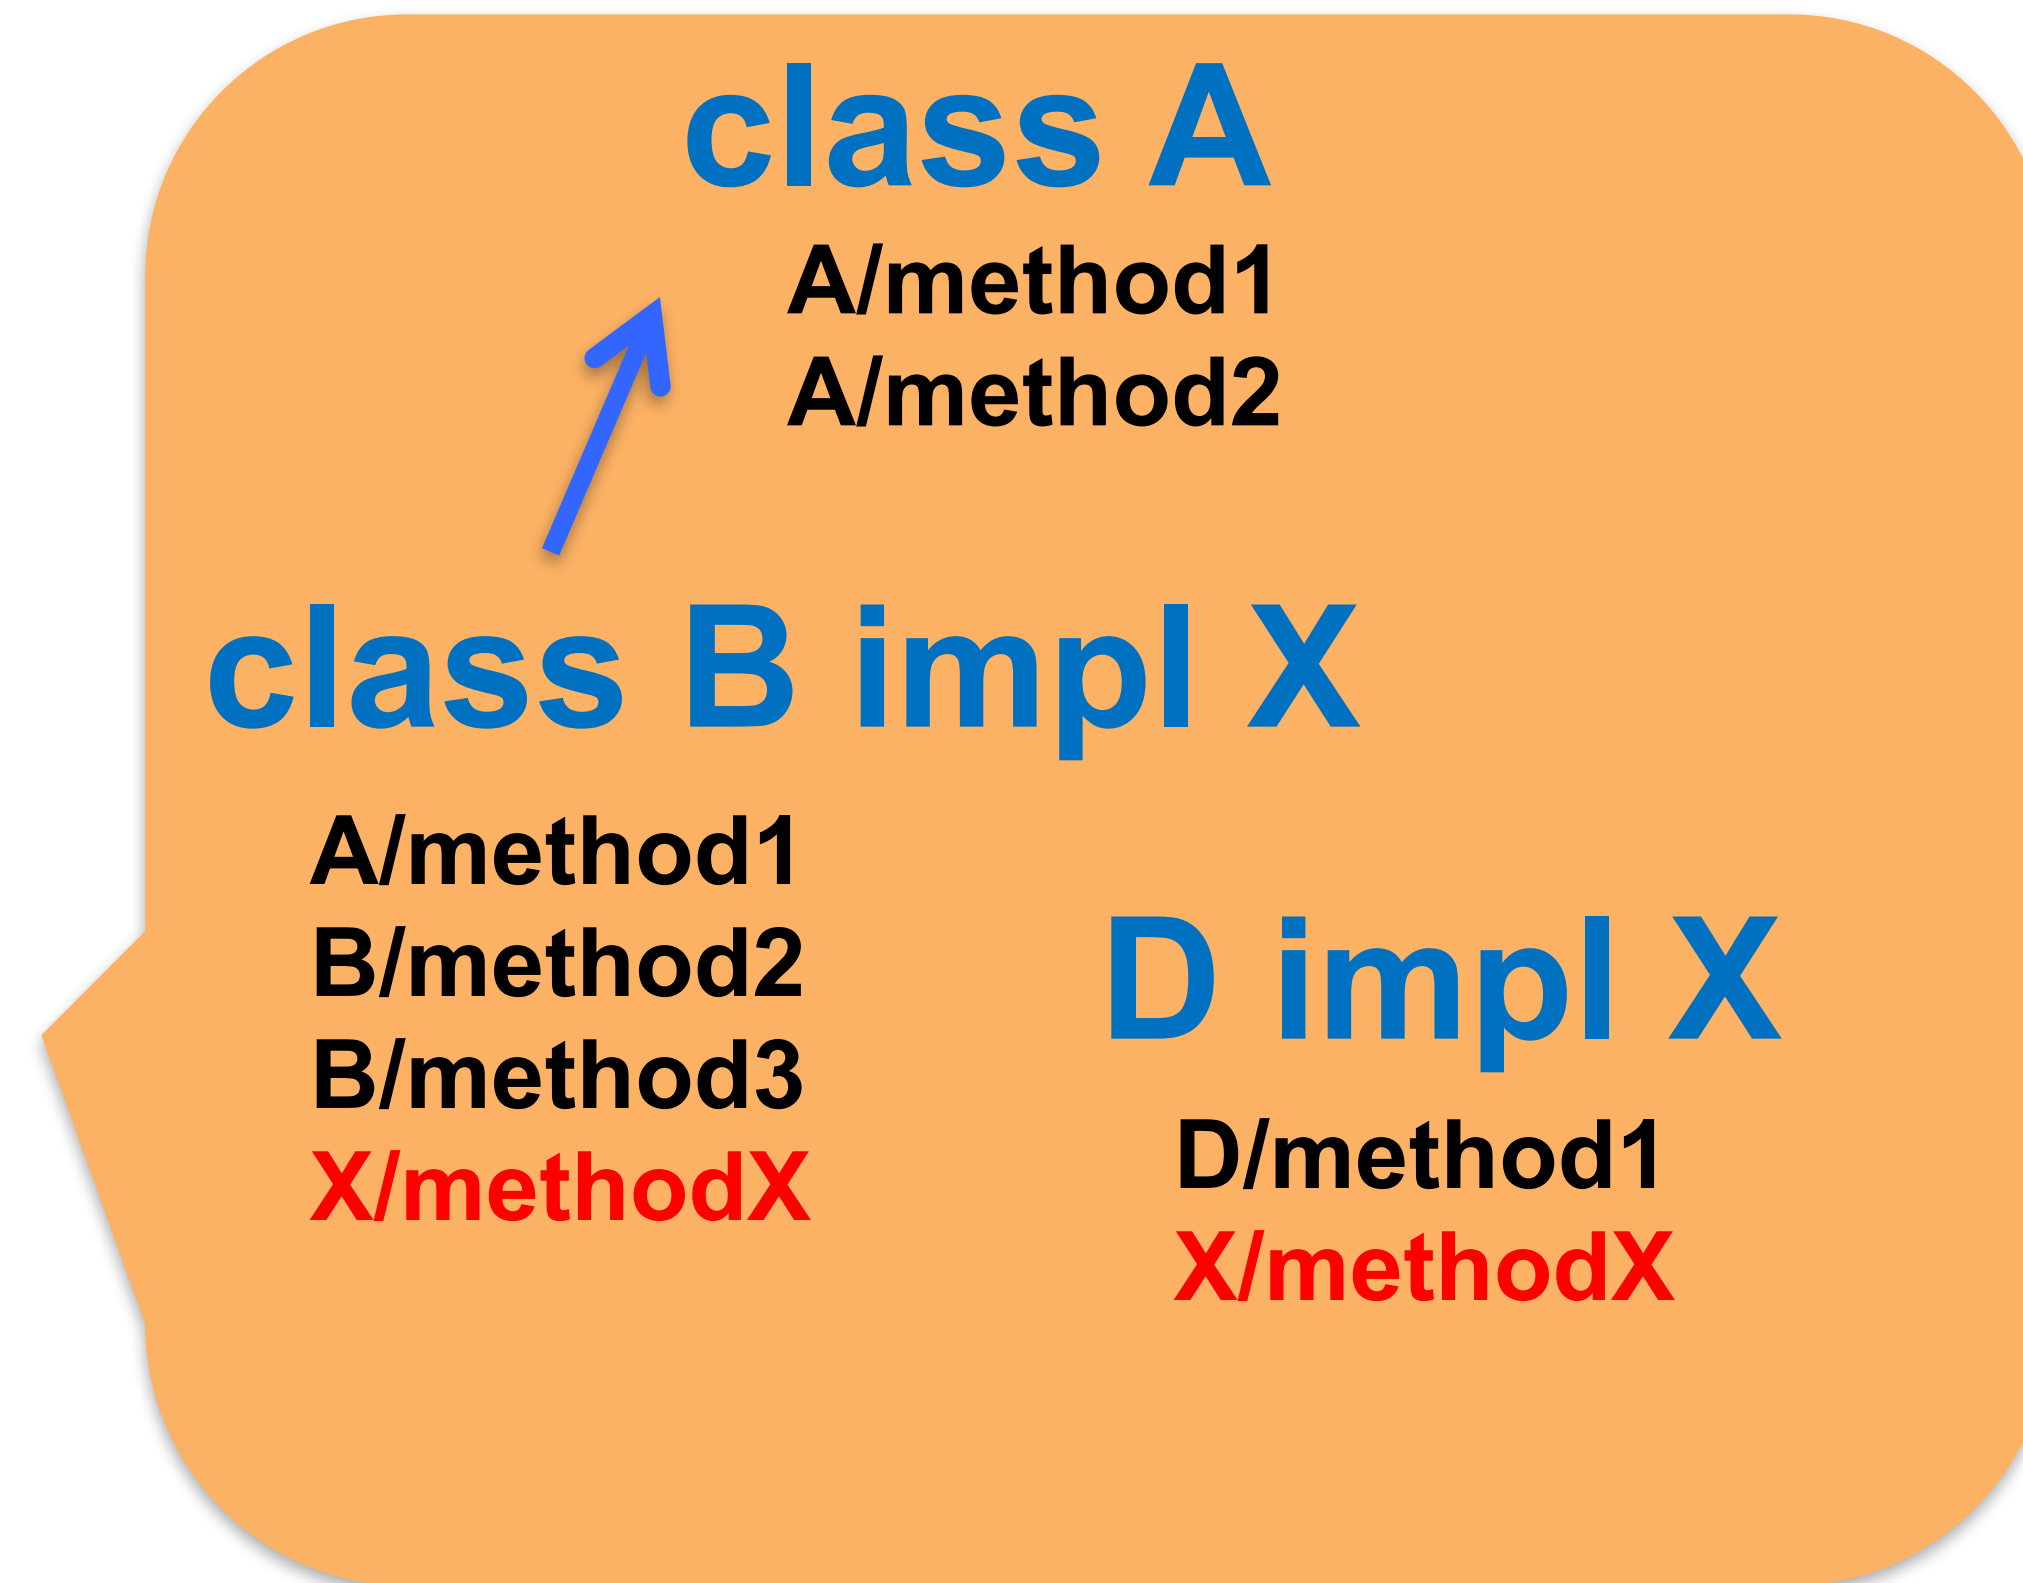 class A
A/method1
A/method2
class B impl X
A/method1
B/method2
B/method3
X/methodX
D impl X
D/method1
X/methodX